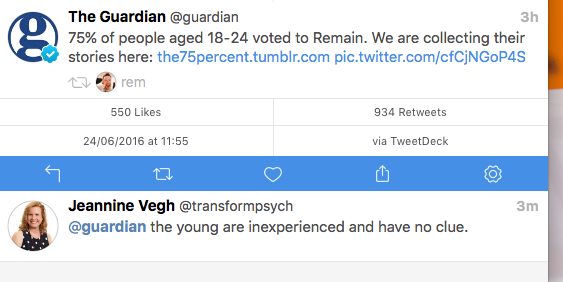 The Guardian @guardian 3h
75% of people aged 18-24 voted to Remain. We are collecting their
stories here: the75percent.tumblr.com pic.twitter.com/cfCjNGoP4S
rem
550 Likes 934 Retweets
24/06/2016 at 11:55 via TweetDeck
Jeannine Vegh @transformpsych 3m
@guardian the young are inexperienced and have no clue.